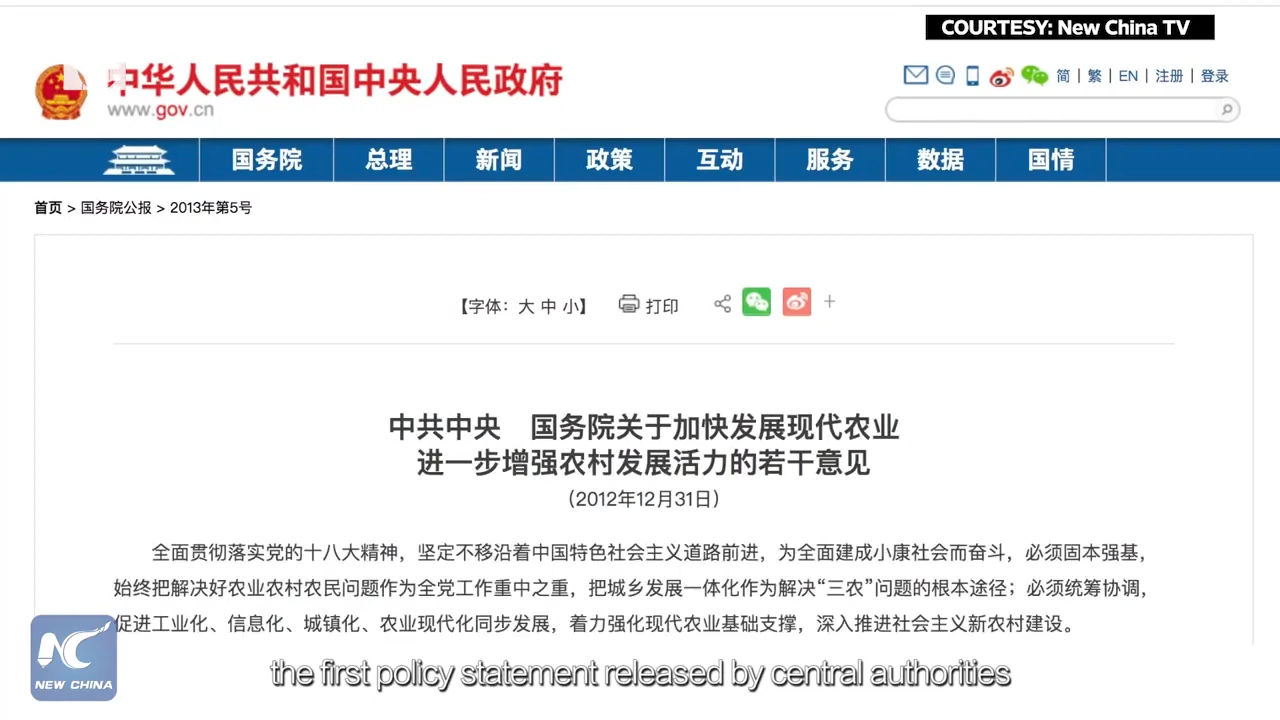 COURTESY: New China TV
中华人民共和国中央人民政府
www.gov.cn
简 | 繁 | EN | 注册 | 登录
国务院 总理 新闻 政策 互动 服务 数据 国情
首页 > 国务院公报 > 2013年第5号
【字体：大 中 小】 打印 +
中共中央 国务院关于加快发展现代农业
进一步增强农村发展活力的若干意见
（2012年12月31日）
全面贯彻落实党的十八大精神，坚定不移沿着中国特色社会主义道路前进，为全面建成小康社会而奋斗，必须固本强基，
始终把解决好农业农村农民问题作为全党工作重中之重，把城乡发展一体化作为解决“三农”问题的根本途径；必须统筹协调，
促进工业化、信息化、城镇化、农业现代化同步发展，着力强化现代农业基础支撑，深入推进社会主义新农村建设。
NC
NEW CHINA
the first policy statement released by central authorities